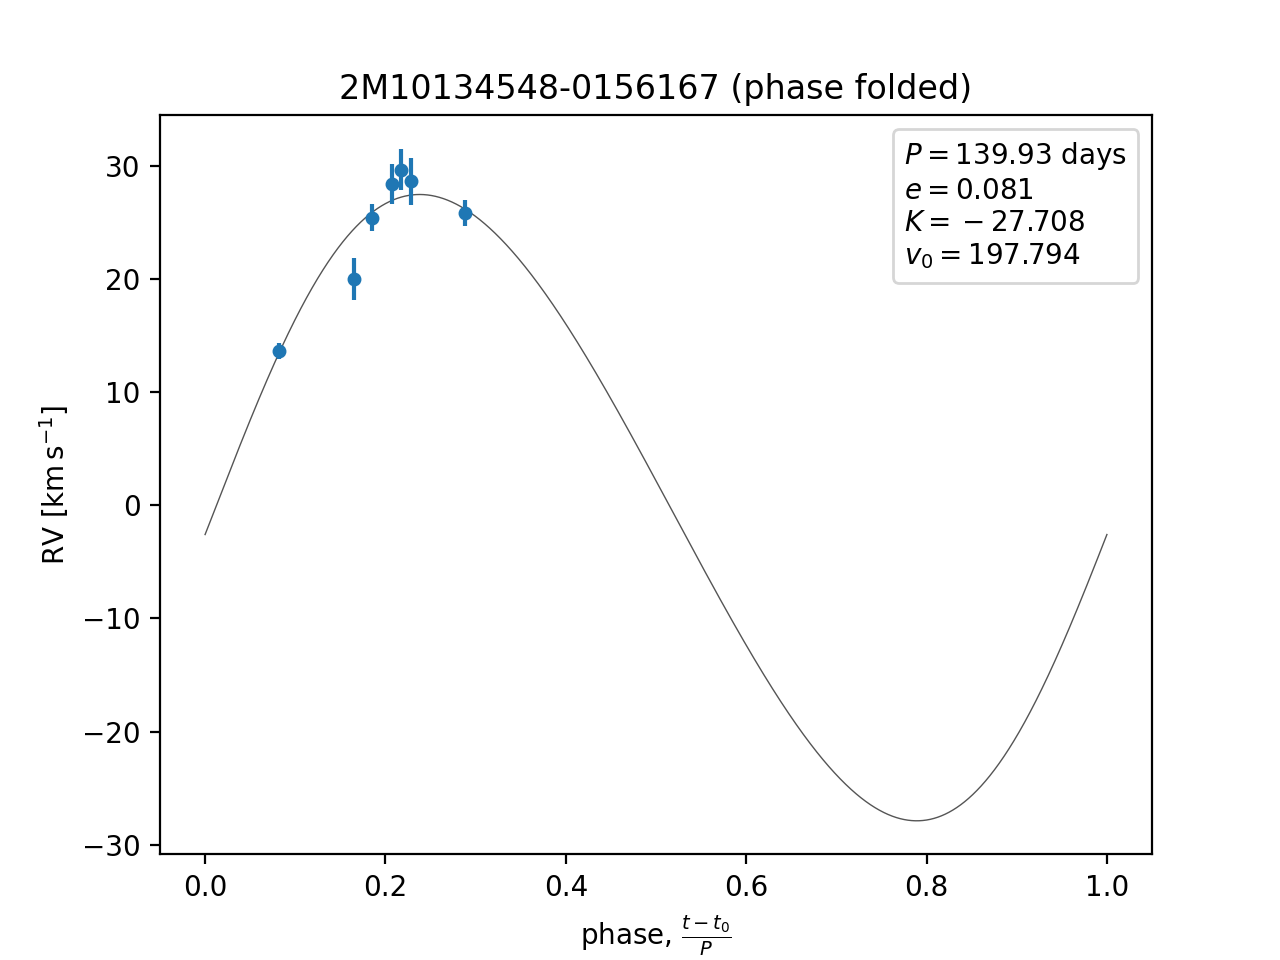 2M10134548-0156167 (phase folded)
P = 139.93 days
e = 0.081
K = −27.708
v₀ = 197.794
RV [km s⁻¹]
30
20
10
0
−10
−20
−30
0.0 0.2 0.4 0.6 0.8 1.0
phase, (t − t₀)/P